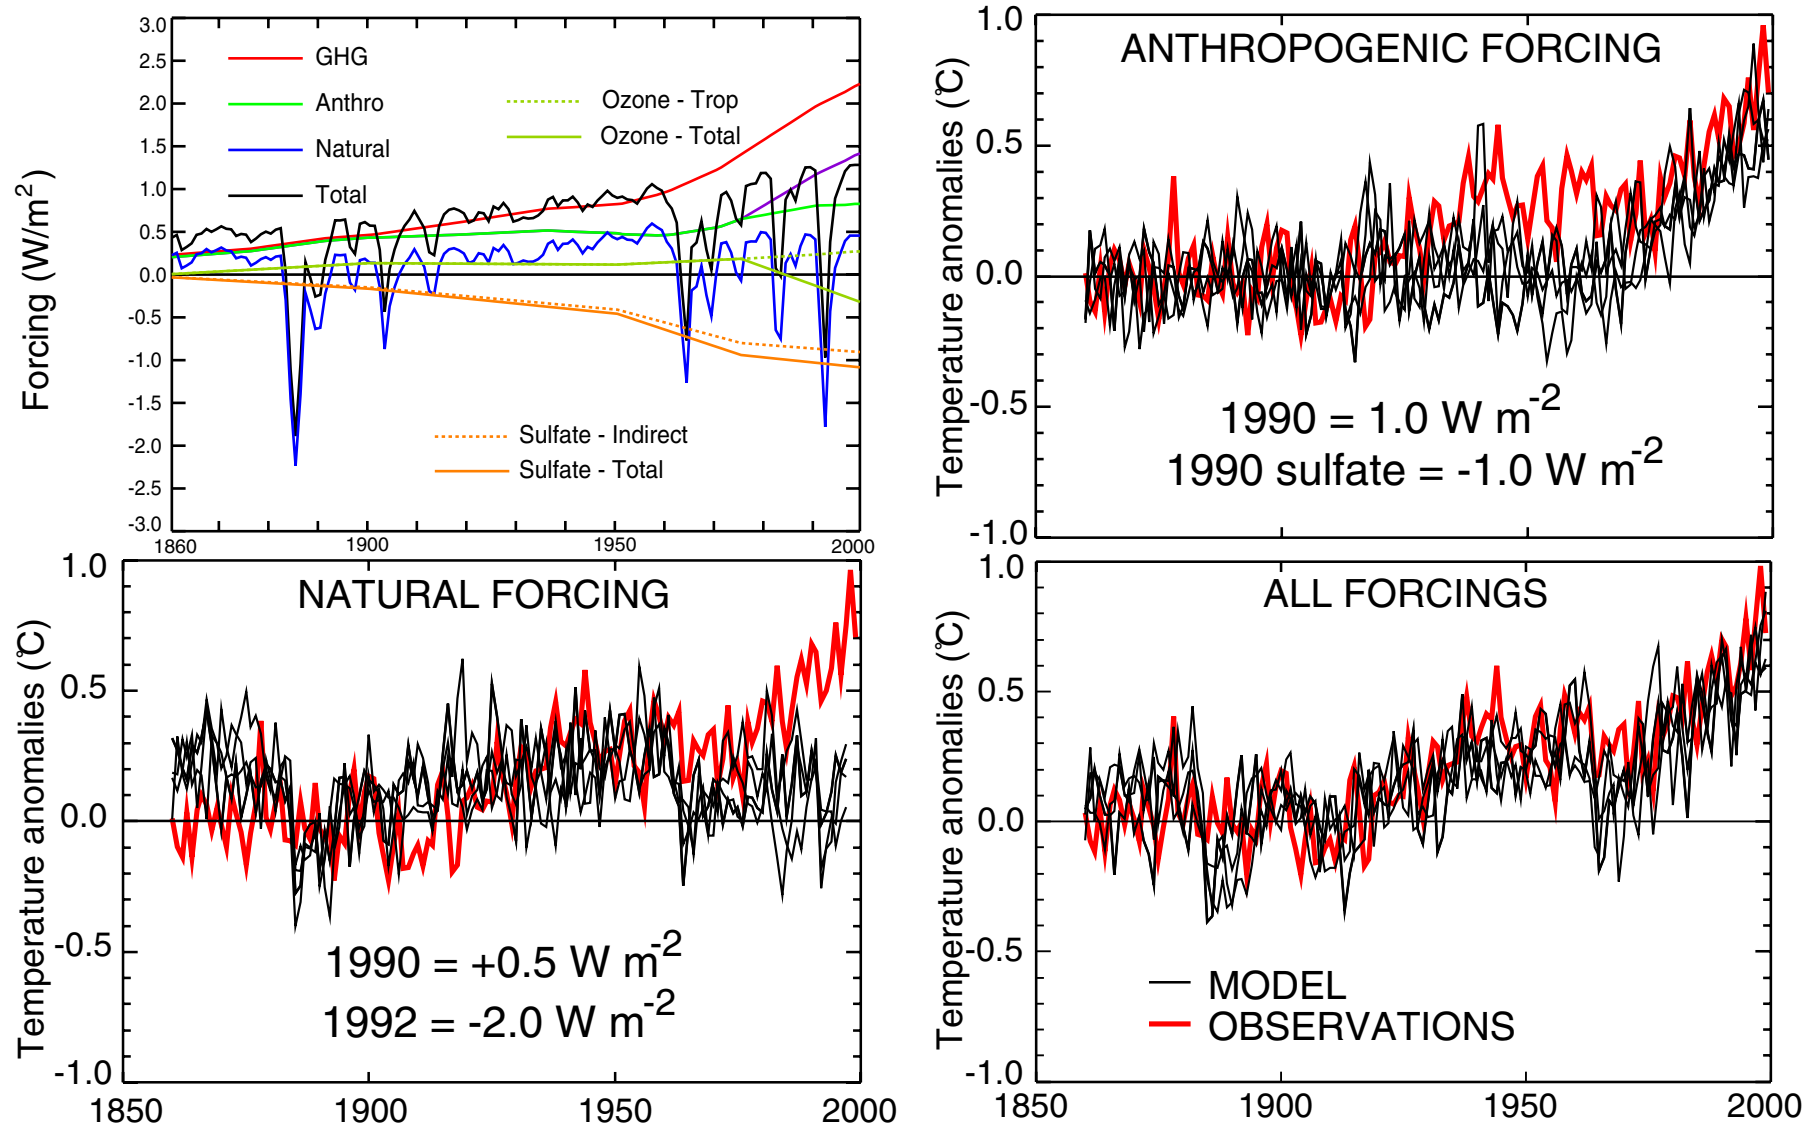 Forcing (W/m2)
3.0
2.5
2.0
1.5
1.0
0.5
0.0
-0.5
-1.0
-1.5
-2.0
-2.5
-3.0
GHG
Anthro
Natural
Total
Ozone - Trop
Ozone - Total
Sulfate - Indirect
Sulfate - Total
1860 1900 1950 2000
Temperature anomalies (°C)
1.0
0.5
0.0
-0.5
-1.0
ANTHROPOGENIC FORCING
1990 = 1.0 W m-2
1990 sulfate = -1.0 W m-2
Temperature anomalies (°C)
1.0
0.5
0.0
-0.5
-1.0
NATURAL FORCING
1990 = +0.5 W m-2
1992 = -2.0 W m-2
1850 1900 1950 2000
Temperature anomalies (°C)
1.0
0.5
0.0
-0.5
-1.0
ALL FORCINGS
MODEL
OBSERVATIONS
1850 1900 1950 2000